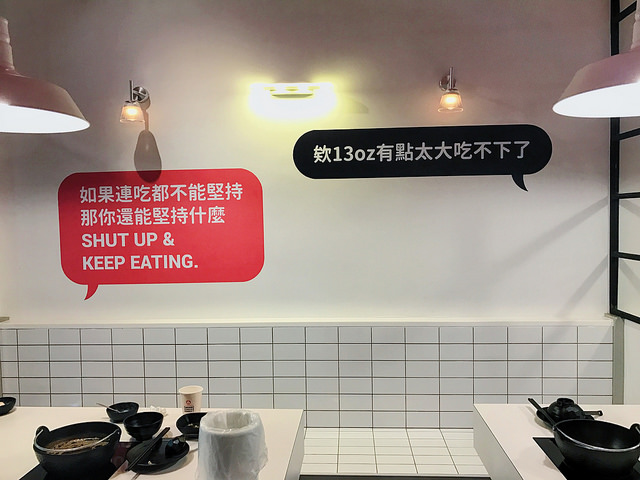 欸13oz有點太大吃不下了
如果連吃都不能堅持
那你還能堅持什麼
SHUT UP &
KEEP EATING.